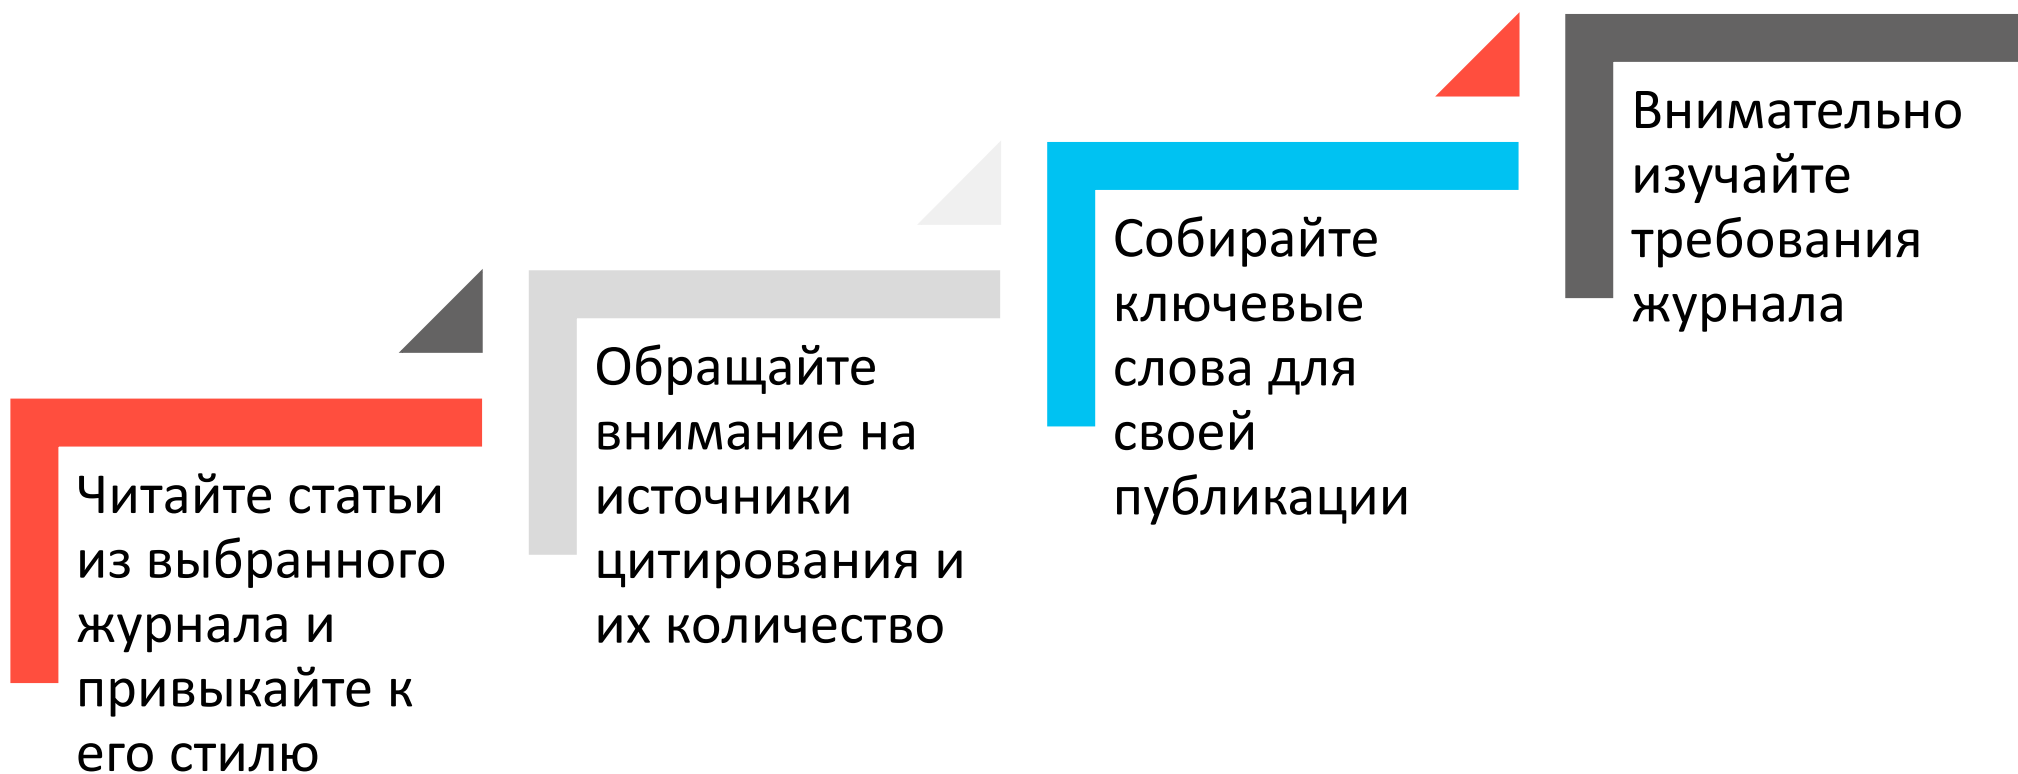 Читайте статьи
из выбранного
журнала и
привыкайте к
его стилю
Обращайте
внимание на
источники
цитирования и
их количество
Собирайте
ключевые
слова для
своей
публикации
Внимательно
изучайте
требования
журнала